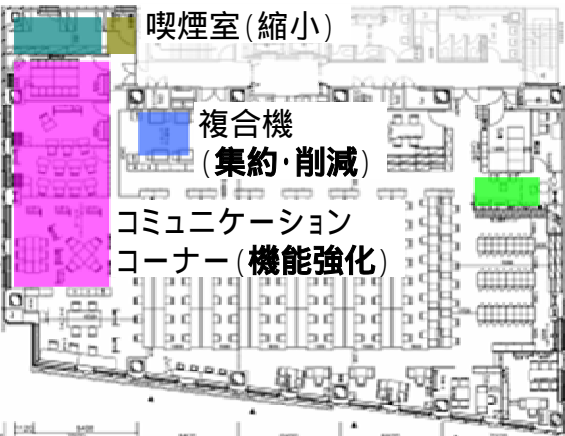 喫煙室(縮小)
複合機
(集約・削減)
コミュニケーション
コーナー(機能強化)